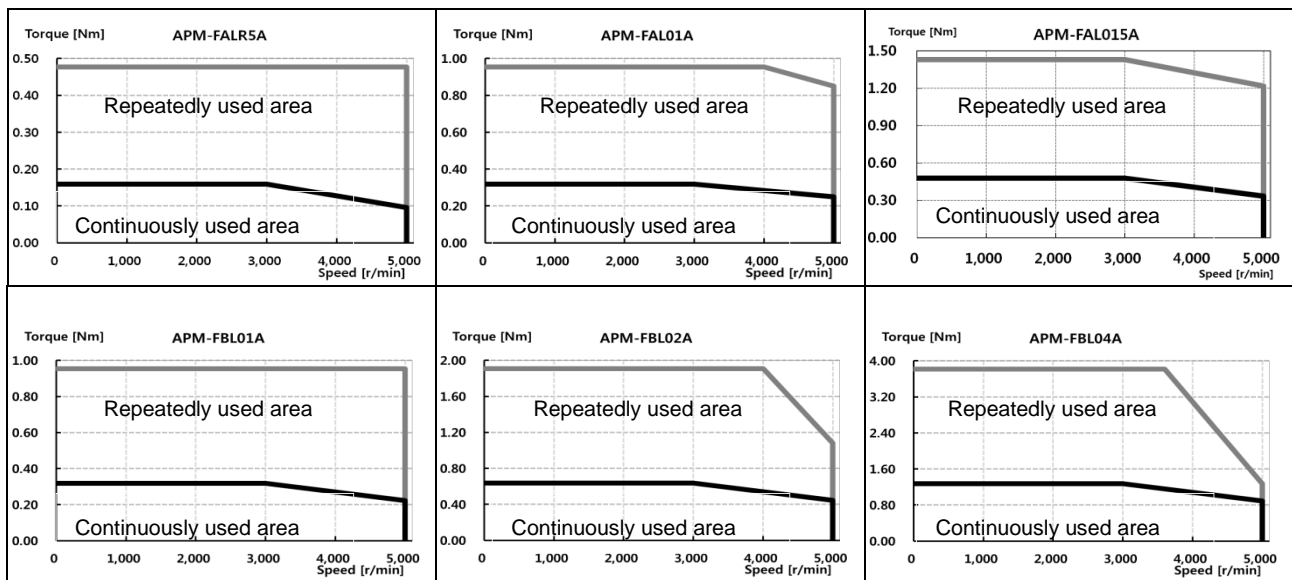 Torque [Nm] APM-FALR5A
0.50
0.40
0.30
0.20
0.10
0.00
Repeatedly used area
Continuously used area
0 1,000 2,000 3,000 4,000 5,000
Speed [r/min]
Torque [Nm] APM-FAL01A
1.00
0.80
0.60
0.40
0.20
0.00
Repeatedly used area
Continuously used area
0 1,000 2,000 3,000 4,000 5,000
Speed [r/min]
Torque [Nm] APM-FAL015A
1.50
1.20
0.90
0.60
0.30
0.00
Repeatedly used area
Continuously used area
0 1,000 2,000 3,000 4,000 5,000
Speed [r/min]
Torque [Nm] APM-FBL01A
1.00
0.80
0.60
0.40
0.20
0.00
Repeatedly used area
Continuously used area
0 1,000 2,000 3,000 4,000 5,000
Speed [r/min]
Torque [Nm] APM-FBL02A
2.00
1.60
1.20
0.80
0.40
0.00
Repeatedly used area
Continuously used area
0 1,000 2,000 3,000 4,000 5,000
Speed [r/min]
Torque [Nm] APM-FBL04A
4.00
3.20
2.40
1.60
0.80
0.00
Repeatedly used area
Continuously used area
0 1,000 2,000 3,000 4,000 5,000
Speed [r/min]